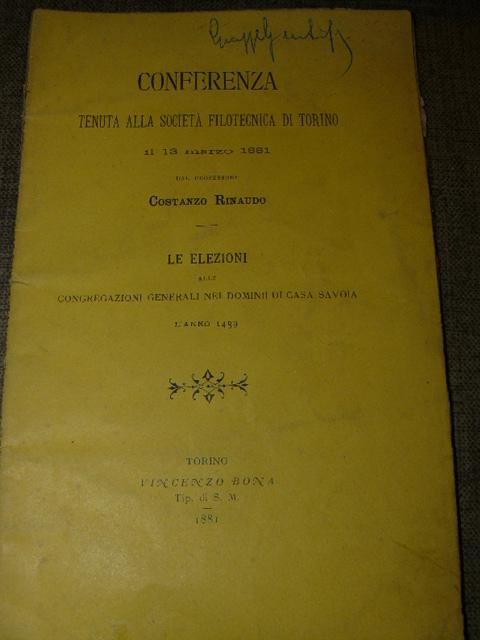 CONFERENZA
TENUTA ALLA SOCIETÀ FILOTECNICA DI TORINO
il 13 marzo 1881
DAL PROFESSORE
COSTANZO RINAUDO
LE ELEZIONI
ALLE
CONGREGAZIONI GENERALI NEI DOMINII DI CASA SAVOIA
L'ANNO 1489
TORINO
VINCENZO BONA
Tip. di S. M.
1881